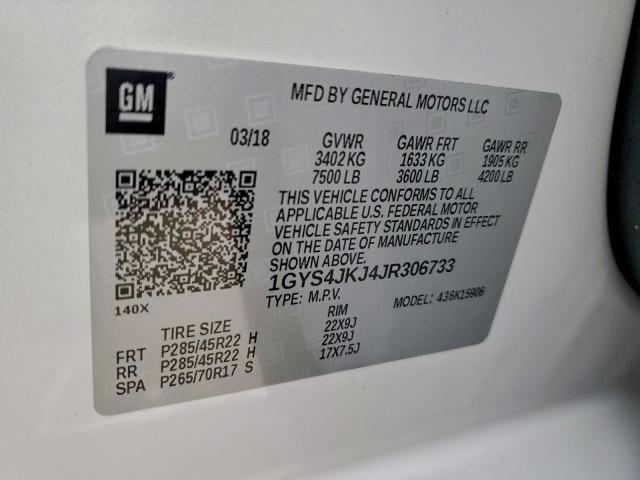 GM
MFD BY GENERAL MOTORS LLC
03/18 GVWR GAWR FRT GAWR RR
3402 KG 1633 KG 1905 KG
7500 LB 3600 LB 4200 LB
THIS VEHICLE CONFORMS TO ALL
APPLICABLE U.S. FEDERAL MOTOR
VEHICLE SAFETY STANDARDS IN EFFECT
ON THE DATE OF MANUFACTURE
SHOWN ABOVE.
1GYS4JKJ4JR306733
TYPE: M.P.V. MODEL: 436K15906
140X
TIRE SIZE RIM
FRT P285/45R22 H 22X9J
RR P285/45R22 H 22X9J
SPA P265/70R17 S 17X7.5J